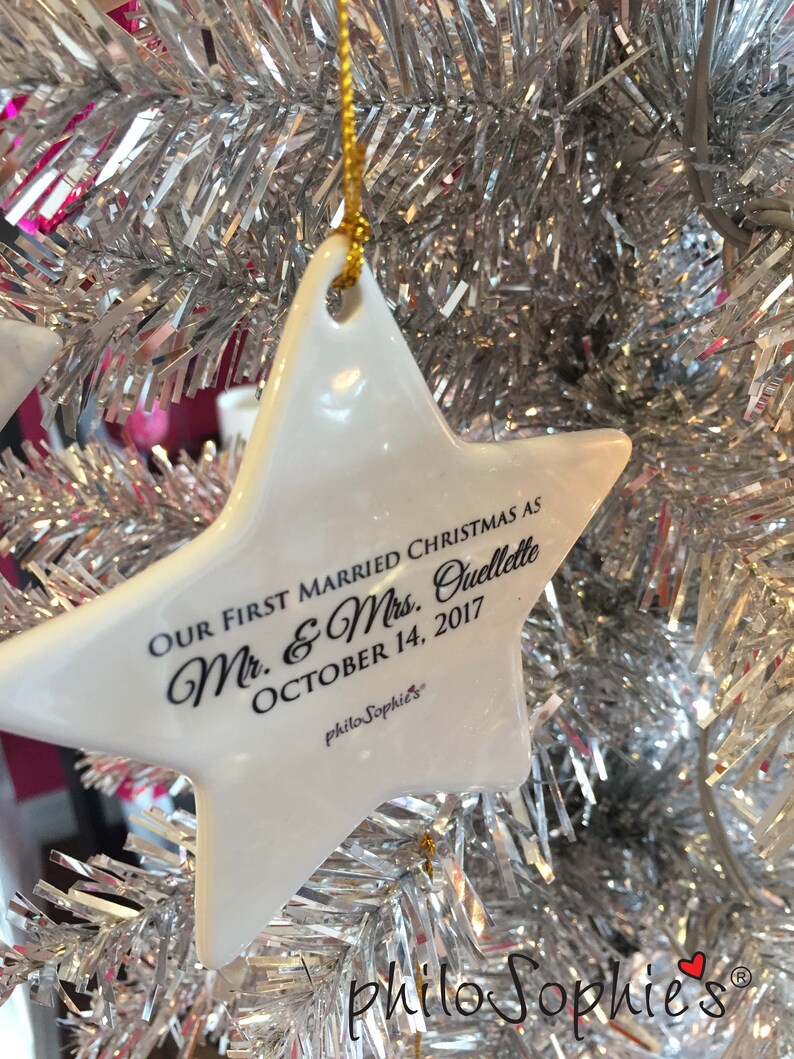 Our First Married Christmas as
Mr. & Mrs. Ouellette
October 14, 2017
philoSophie's®
philoSophie's®